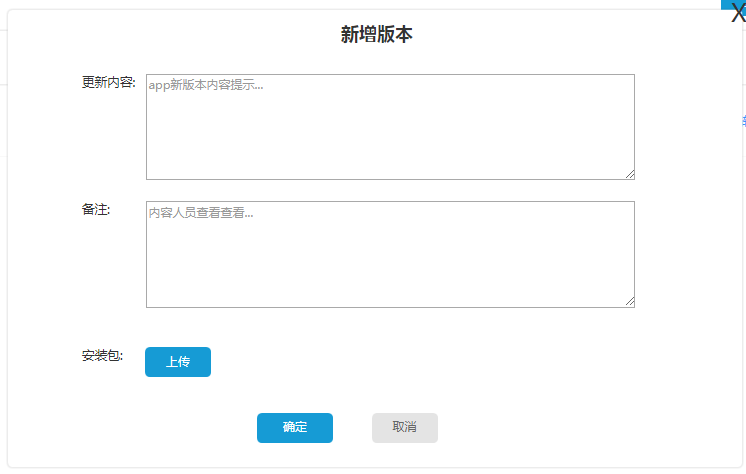 X
新增版本
更新内容:
app新版本内容提示...
备注:
内容人员查看查看...
安装包:
上传
确定
取消